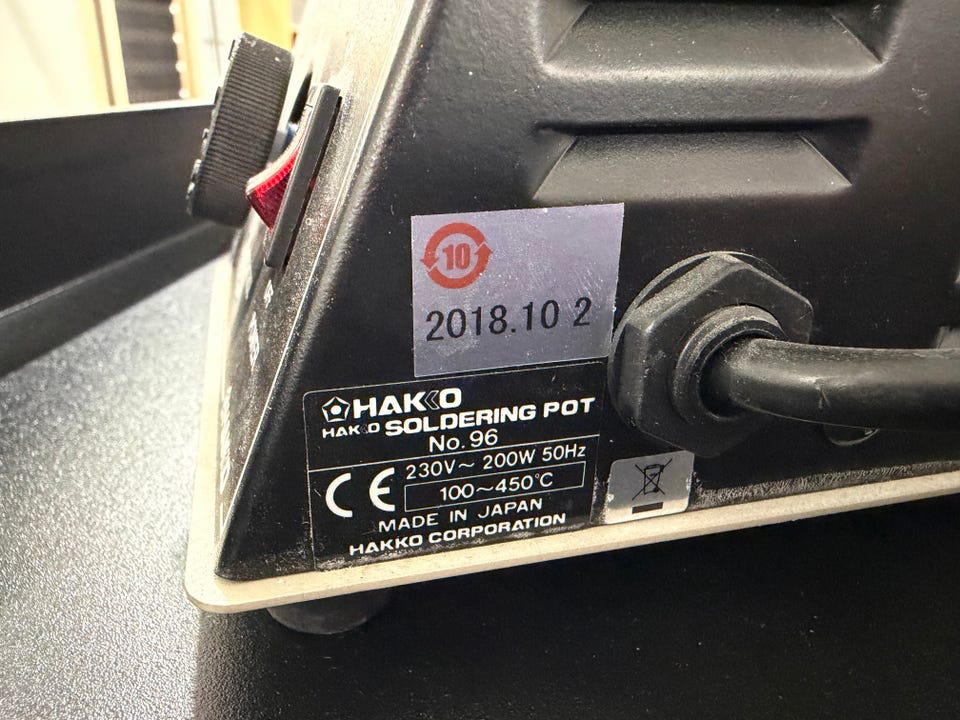 10
2018.10 2
HAKKO
HAKKO SOLDERING POT
No. 96
CE
230V~ 200W 50Hz
100~450°C
MADE IN JAPAN
HAKKO CORPORATION